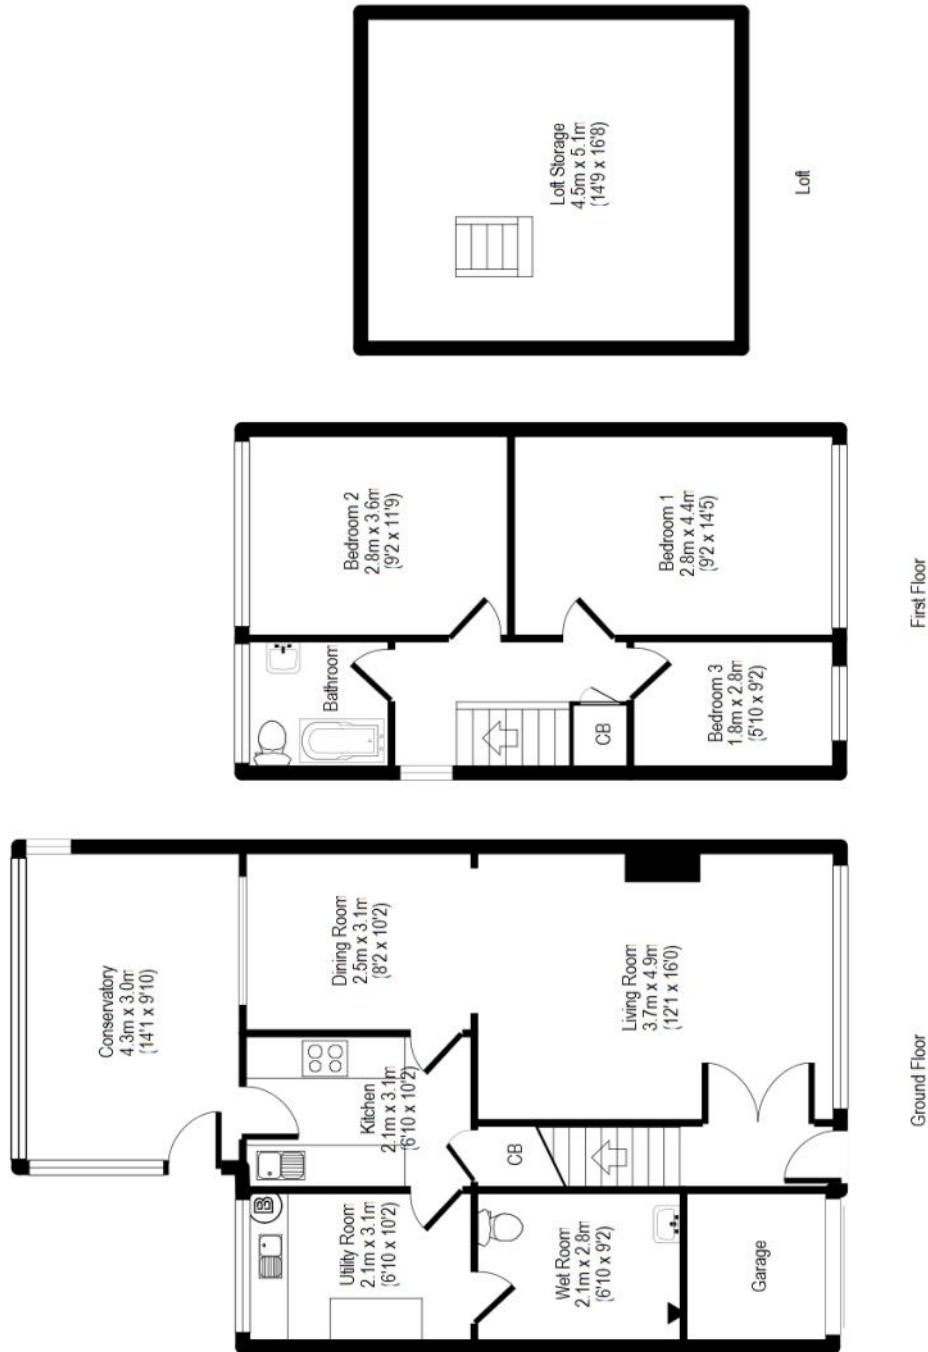 Loft Storage
4.5m x 5.1m
(14'9 x 16'8)
Loft
Bedroom 2
2.8m x 3.6m
(9'2 x 11'9)
Bedroom 1
2.8m x 4.4m
(9'2 x 14'5)
Bathroom
CB
Bedroom 3
1.8m x 2.8m
(5'10 x 9'2)
First Floor
Conservatory
4.3m x 3.0m
(14'1 x 9'10)
Dining Room
2.5m x 3.1m
(8'2 x 10'2)
Living Room
3.7m x 4.9m
(12'1 x 16'0)
Kitchen
2.1m x 3.1m
(6'10 x 10'2)
CB
B
Utility Room
2.1m x 3.1m
(6'10 x 10'2)
Wet Room
2.1m x 2.8m
(6'10 x 9'2)
Garage
Ground Floor